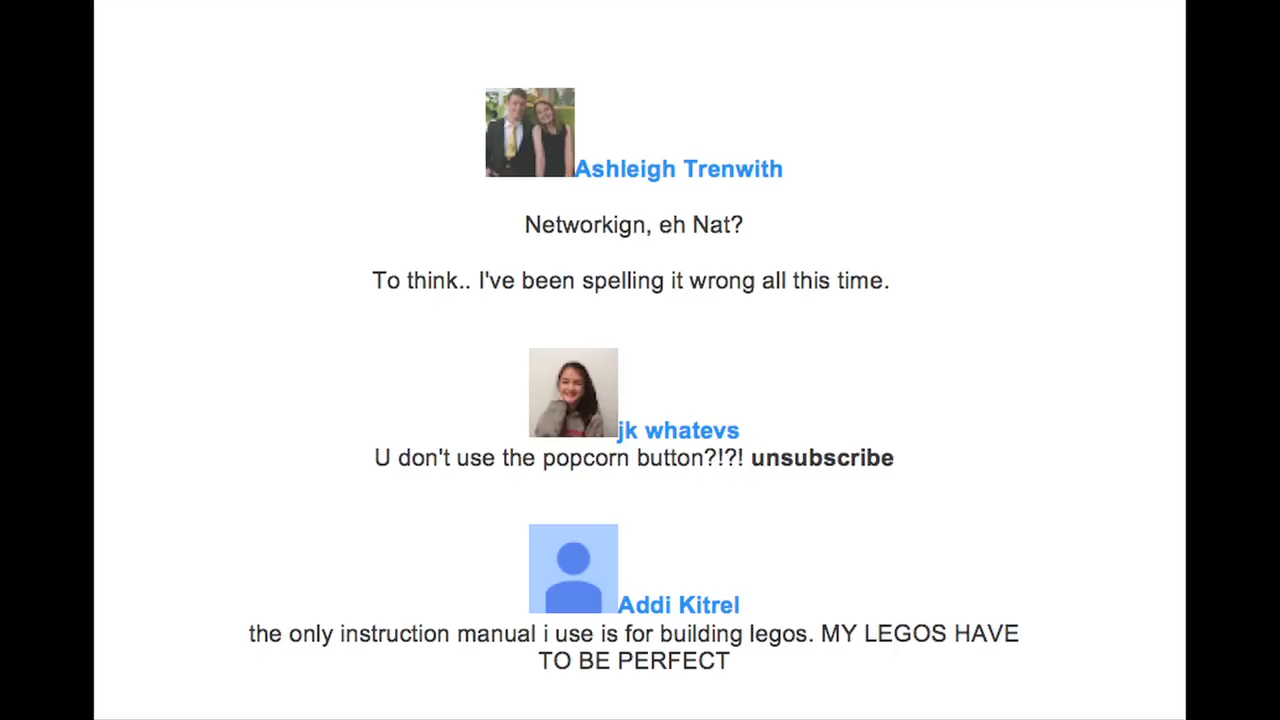 Ashleigh Trenwith
Networkign, eh Nat?
To think.. I've been spelling it wrong all this time.
jk whatevs
U don't use the popcorn button?!?! unsubscribe
Addi Kitrel
the only instruction manual i use is for building legos. MY LEGOS HAVE
TO BE PERFECT